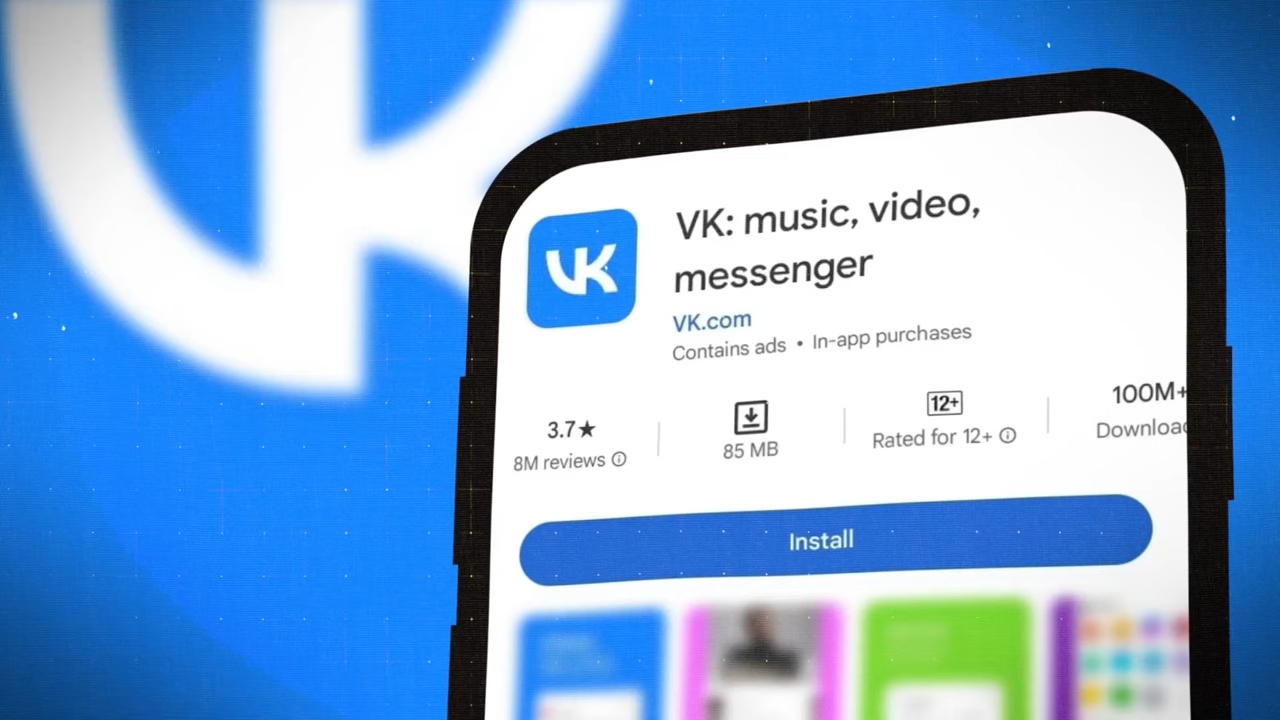 VK
VK: music, video,
messenger
VK.com
Contains ads • In-app purchases
3.7★
8M reviews
85 MB
12+
Rated for 12+
100M+
Downloac
Install